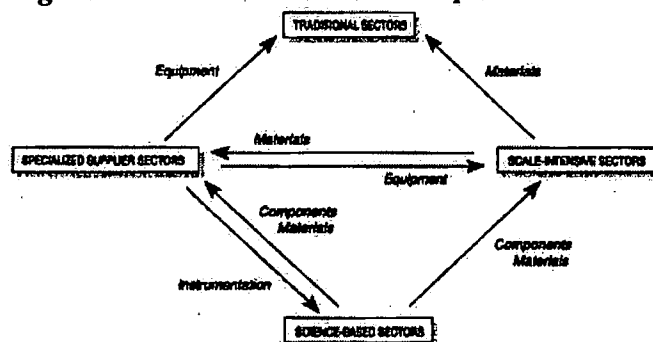 TRADITIONAL SECTORS
Equipment
Materials
SPECIALIZED SUPPLIER SECTORS
Materials
SCALE-INTENSIVE SECTORS
Equipment
Components
Materials
Components
Materials
Instrumentation
SCIENCE-BASED SECTORS